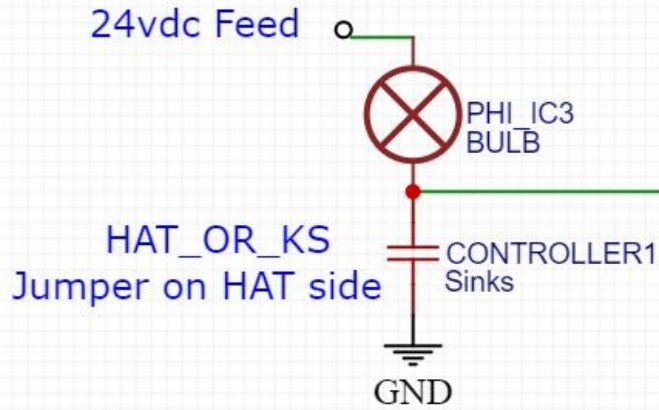 24vdc Feed
PHI_IC3
BULB
HAT_OR_KS
Jumper on HAT side
CONTROLLER1
Sinks
GND